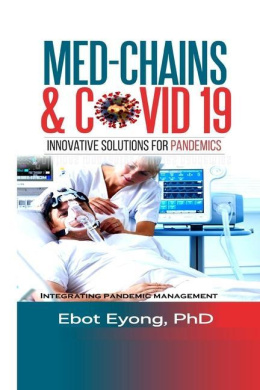 MED-CHAINS
& COVID 19
INNOVATIVE SOLUTIONS FOR PANDEMICS
INTEGRATING PANDEMIC MANAGEMENT
Ebot Eyong, PhD